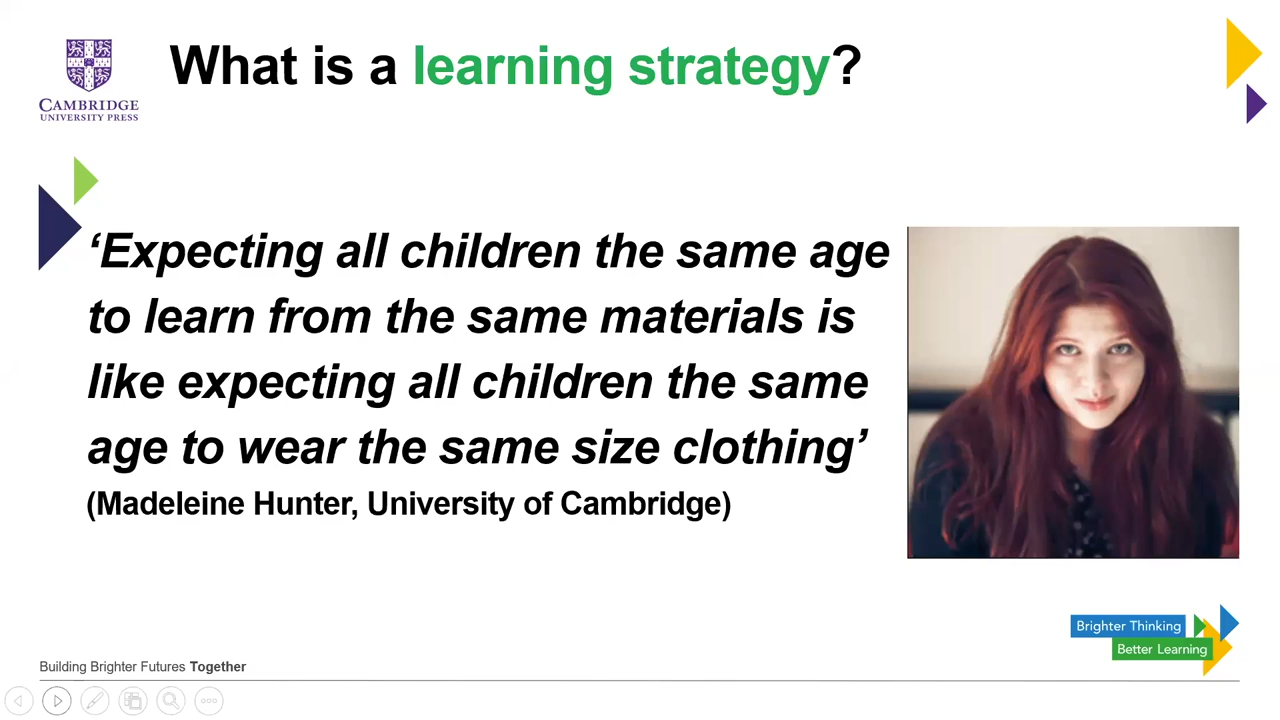 What is a learning strategy?
CAMBRIDGE
UNIVERSITY PRESS
‘Expecting all children the same age
to learn from the same materials is
like expecting all children the same
age to wear the same size clothing’
(Madeleine Hunter, University of Cambridge)
Brighter Thinking
Better Learning
Building Brighter Futures Together